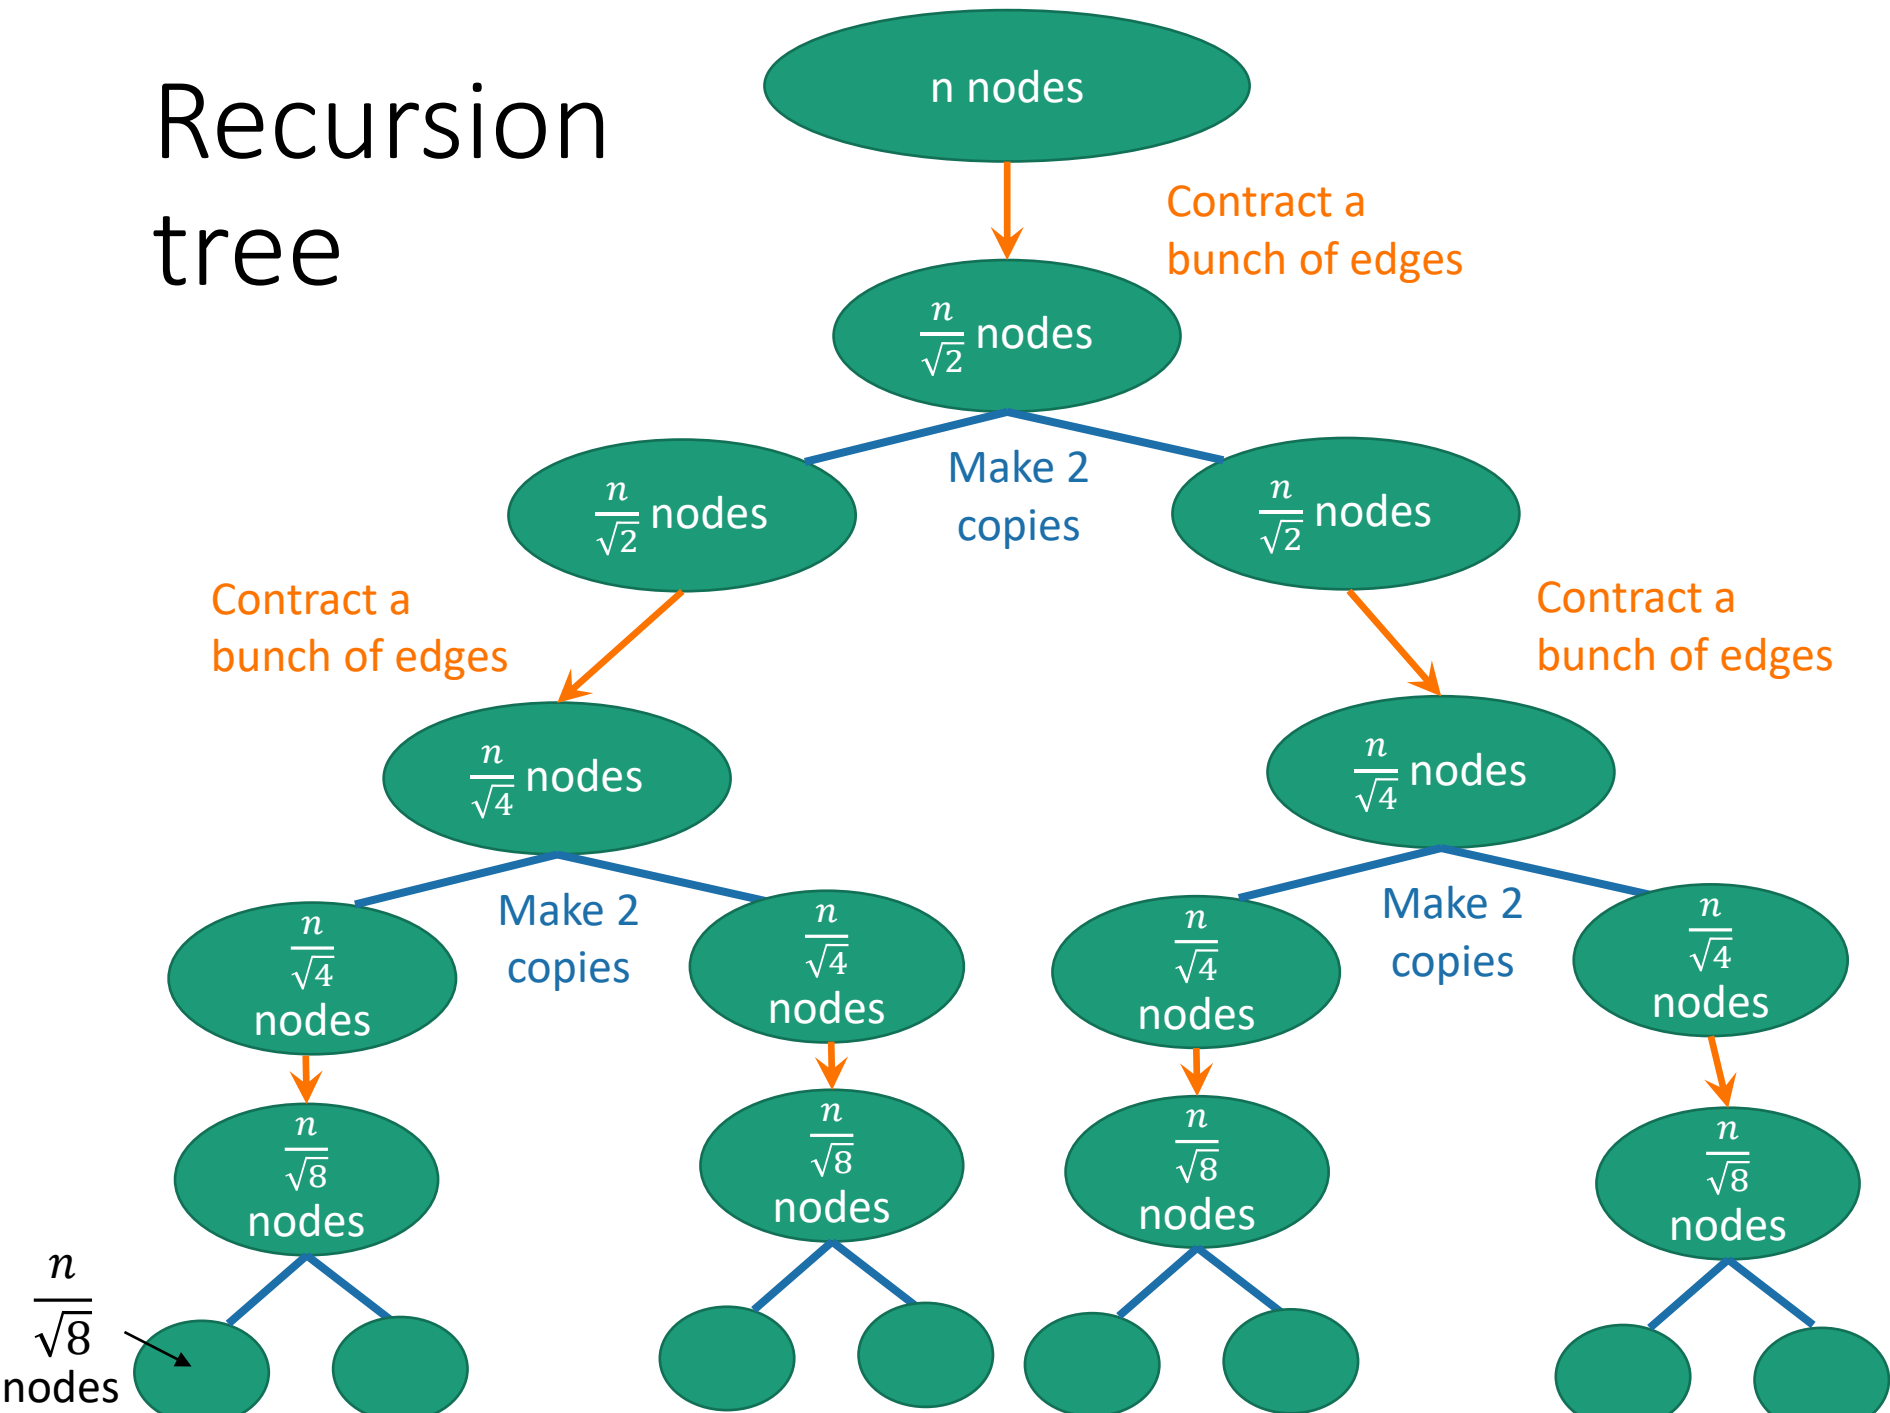 Recursion
tree
n nodes
Contract a
bunch of edges
n/√2 nodes
Make 2
copies
n/√2 nodes
n/√2 nodes
Contract a
bunch of edges
Contract a
bunch of edges
n/√4 nodes
n/√4 nodes
Make 2
copies
Make 2
copies
n/√4
nodes
n/√4
nodes
n/√4
nodes
n/√4
nodes
n/√8
nodes
n/√8
nodes
n/√8
nodes
n/√8
nodes
n/√8
nodes